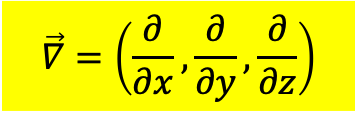 ∇⃗ = (∂/∂x, ∂/∂y, ∂/∂z)